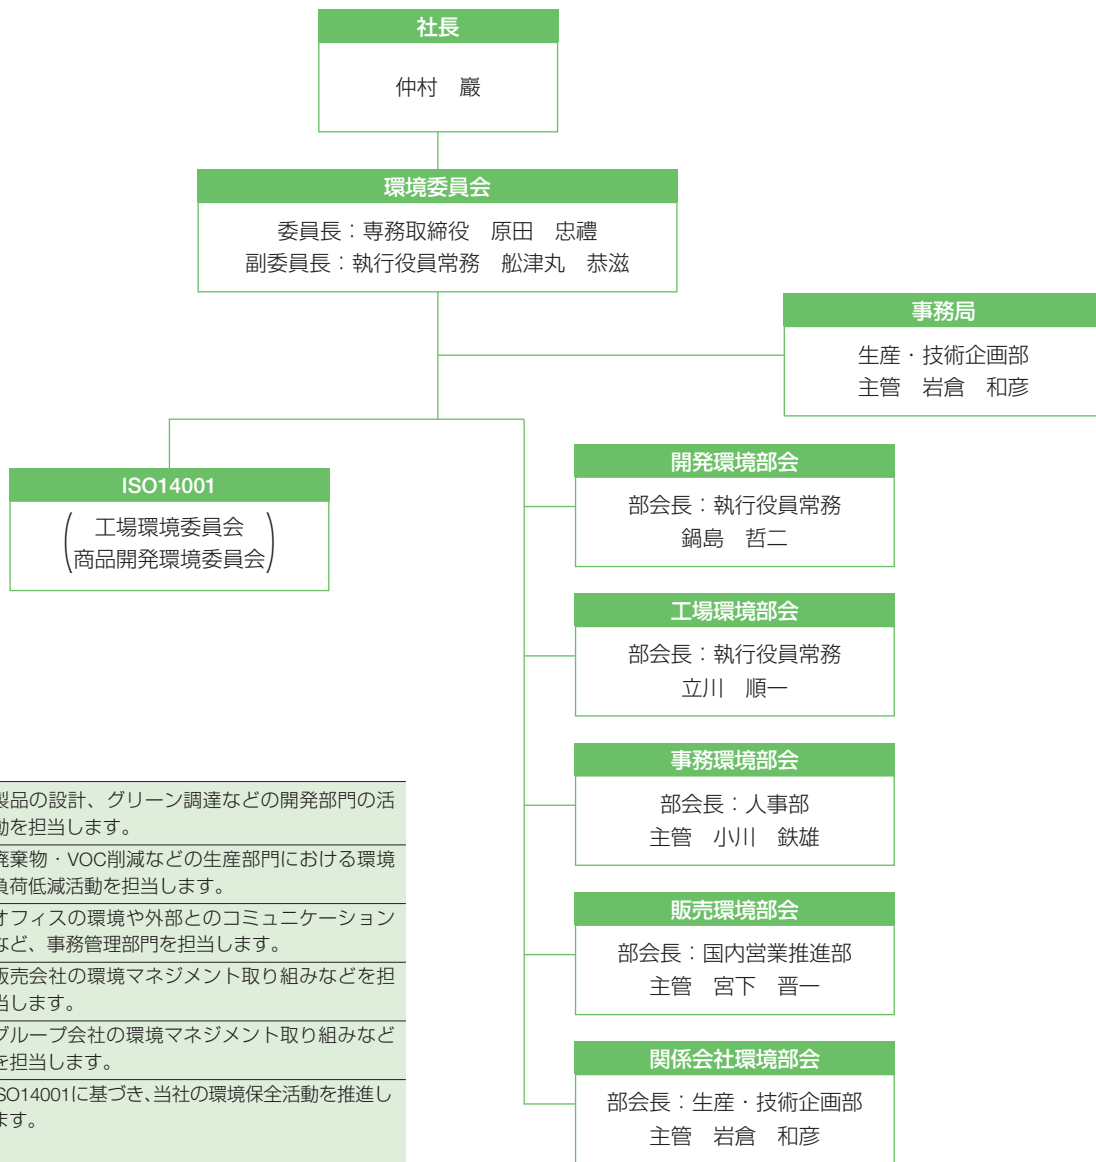 社長
仲村　巖
環境委員会
委員長：専務取締役　原田　忠禮
副委員長：執行役員常務　舩津丸　恭滋
事務局
生産・技術企画部
主管　岩倉　和彦
ISO14001
工場環境委員会
商品開発環境委員会
開発環境部会
部会長：執行役員常務
鍋島　哲二
工場環境部会
部会長：執行役員常務
立川　順一
事務環境部会
部会長：人事部
主管　小川　鉄雄
販売環境部会
部会長：国内営業推進部
主管　宮下　晋一
関係会社環境部会
部会長：生産・技術企画部
主管　岩倉　和彦
製品の設計、グリーン調達などの開発部門の活
動を担当します。
廃棄物・VOC削減などの生産部門における環境
負荷低減活動を担当します。
オフィスの環境や外部とのコミュニケーション
など、事務管理部門を担当します。
販売会社の環境マネジメント取り組みなどを担
当します。
グループ会社の環境マネジメント取り組みなど
を担当します。
ISO14001に基づき、当社の環境保全活動を推進し
ます。